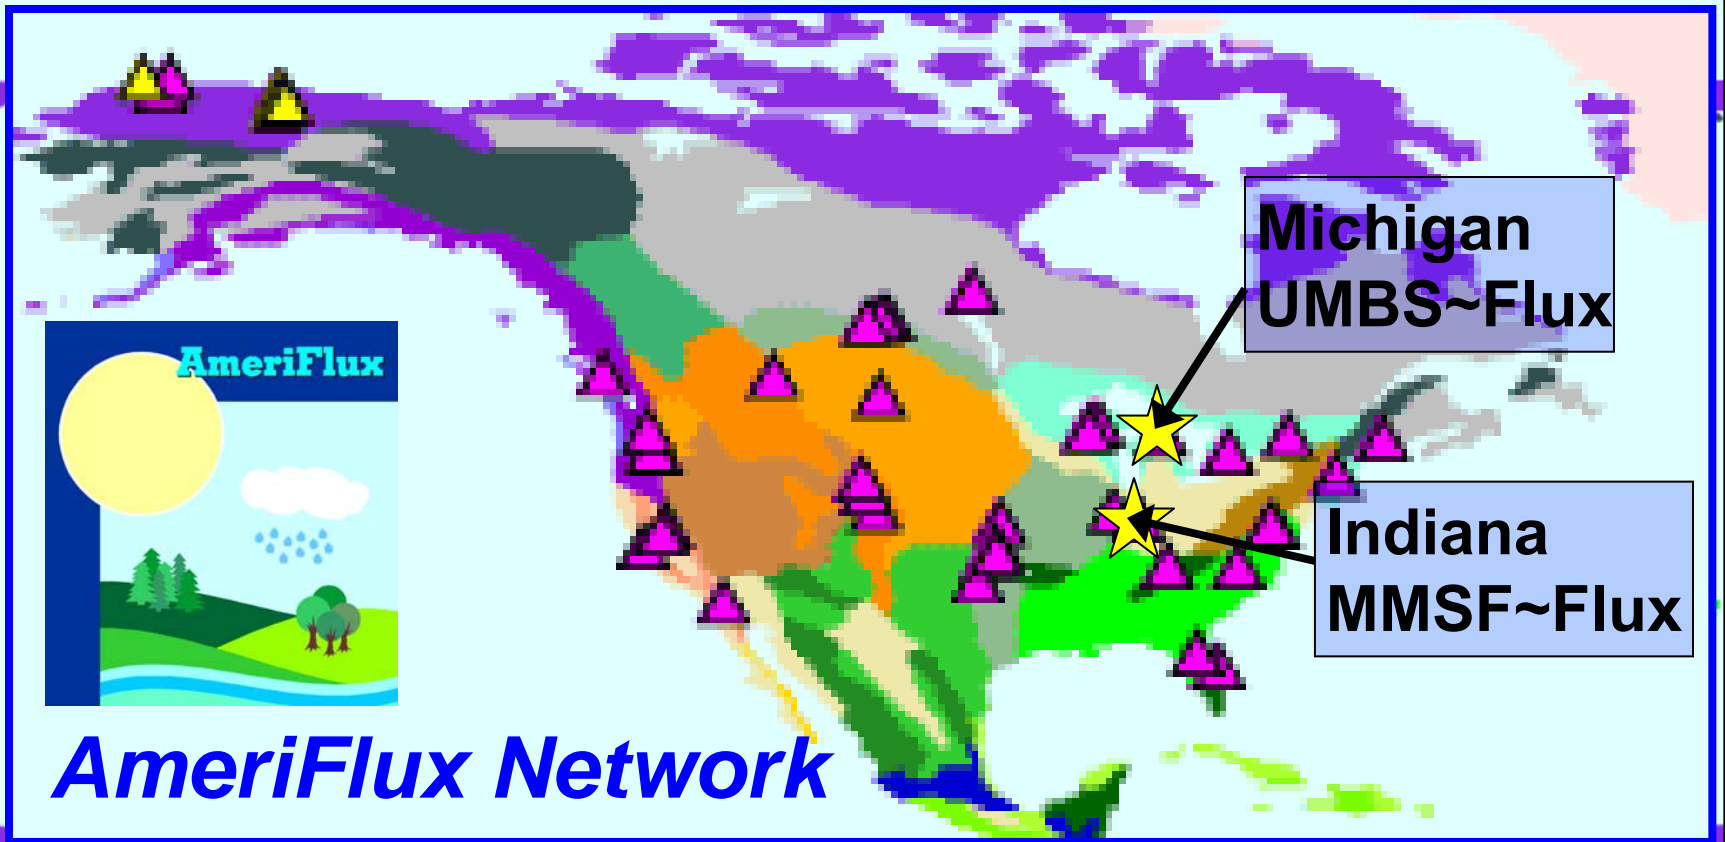 Michigan
UMBS~Flux
AmeriFlux
Indiana
MMSF~Flux
AmeriFlux Network